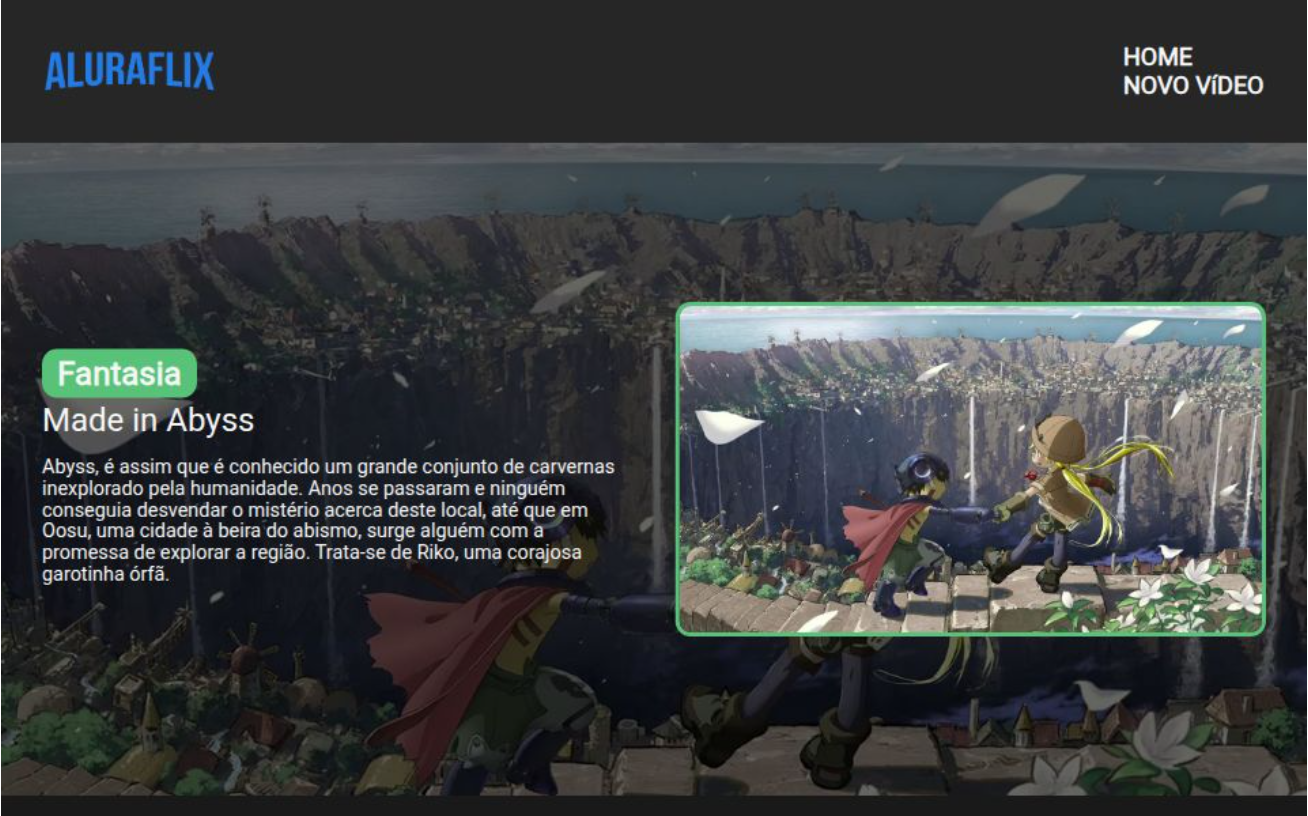 ALURAFLIX
HOME
NOVO VíDEO
Fantasia
Made in Abyss
Abyss, é assim que é conhecido um grande conjunto de carvernas
inexplorado pela humanidade. Anos se passaram e ninguém
conseguia desvendar o mistério acerca deste local, até que em
Oosu, uma cidade à beira do abismo, surge alguém com a
promessa de explorar a região. Trata-se de Riko, uma corajosa
garotinha órfã.